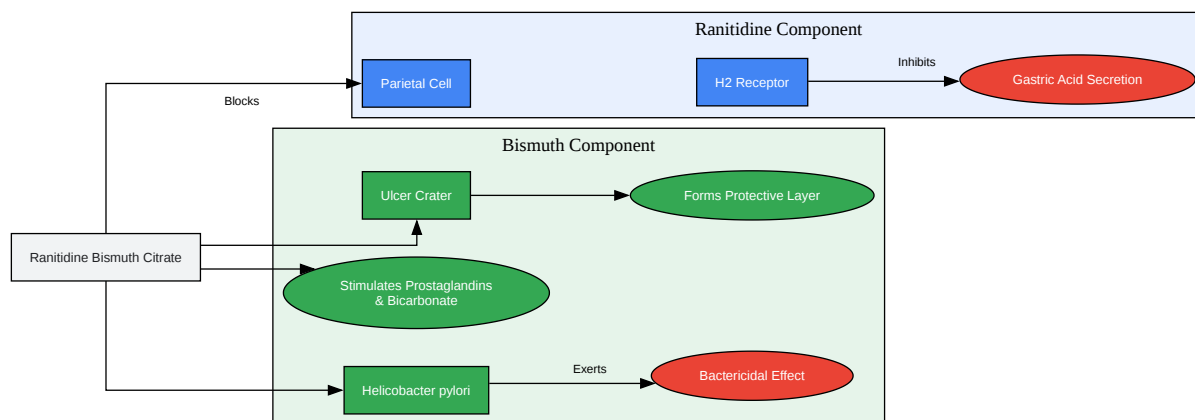 Ranitidine Component
Parietal Cell
H2 Receptor
Inhibits
Gastric Acid Secretion
Blocks
Bismuth Component
Ulcer Crater
Forms Protective Layer
Ranitidine Bismuth Citrate
Stimulates Prostaglandins
& Bicarbonate
Helicobacter pylori
Exerts
Bactericidal Effect